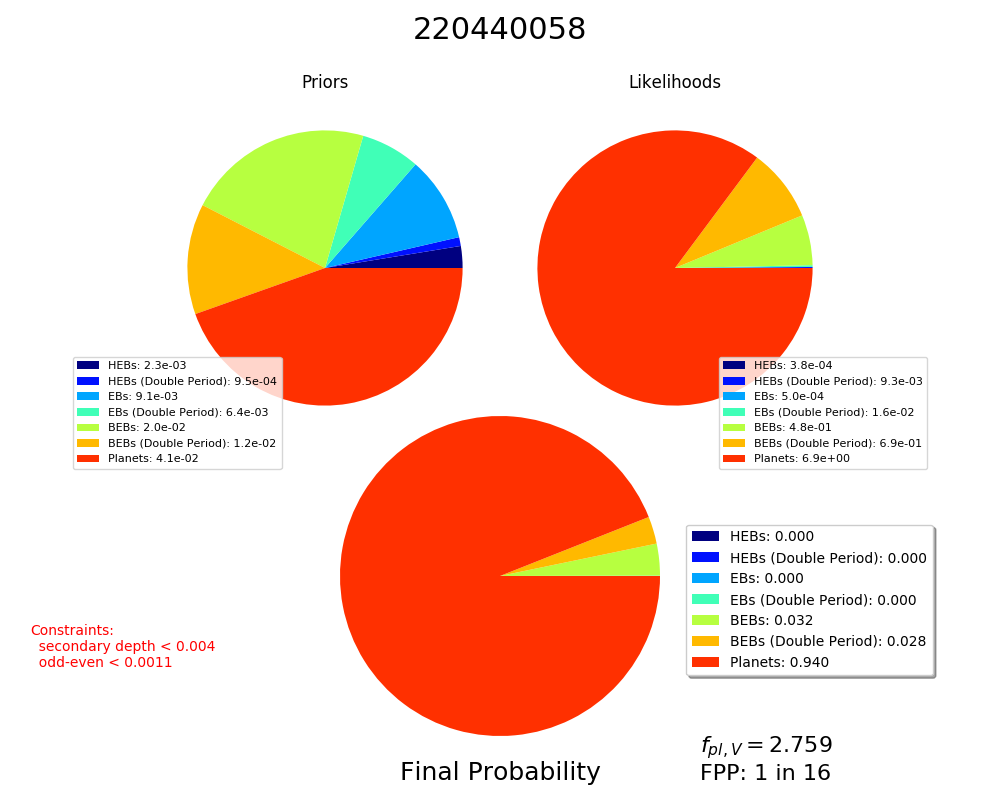 220440058
Priors
Likelihoods
HEBs: 2.3e-03
HEBs (Double Period): 9.5e-04
EBs: 9.1e-03
EBs (Double Period): 6.4e-03
BEBs: 2.0e-02
BEBs (Double Period): 1.2e-02
Planets: 4.1e-02
HEBs: 3.8e-04
HEBs (Double Period): 9.3e-03
EBs: 5.0e-04
EBs (Double Period): 1.6e-02
BEBs: 4.8e-01
BEBs (Double Period): 6.9e-01
Planets: 6.9e+00
HEBs: 0.000
HEBs (Double Period): 0.000
EBs: 0.000
EBs (Double Period): 0.000
BEBs: 0.032
BEBs (Double Period): 0.028
Planets: 0.940
Constraints:
secondary depth < 0.004
odd-even < 0.0011
Final Probability
f_{pl,V} = 2.759
FPP: 1 in 16